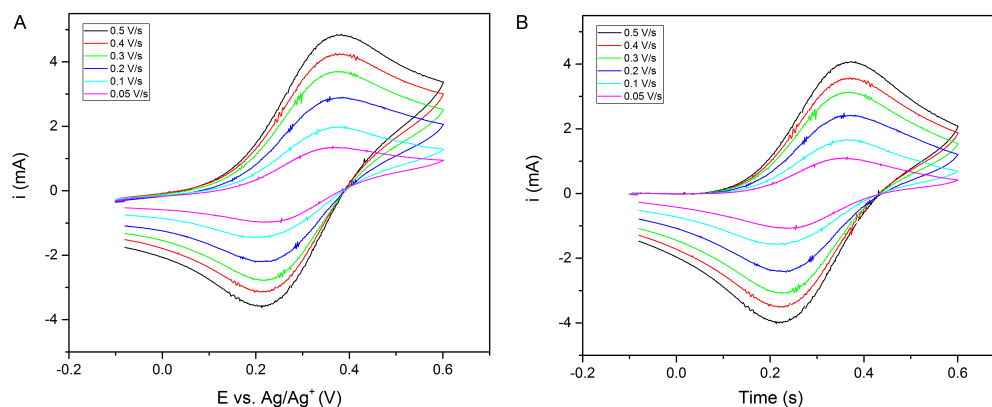 A
0.5 V/s
0.4 V/s
0.3 V/s
0.2 V/s
0.1 V/s
0.05 V/s
i (mA)
4
2
0
-2
-4
-0.2 0.0 0.2 0.4 0.6
E vs. Ag/Ag⁺ (V)
B
0.5 V/s
0.4 V/s
0.3 V/s
0.2 V/s
0.1 V/s
0.05 V/s
i (mA)
4
2
0
-2
-4
-0.2 0.0 0.2 0.4 0.6
Time (s)